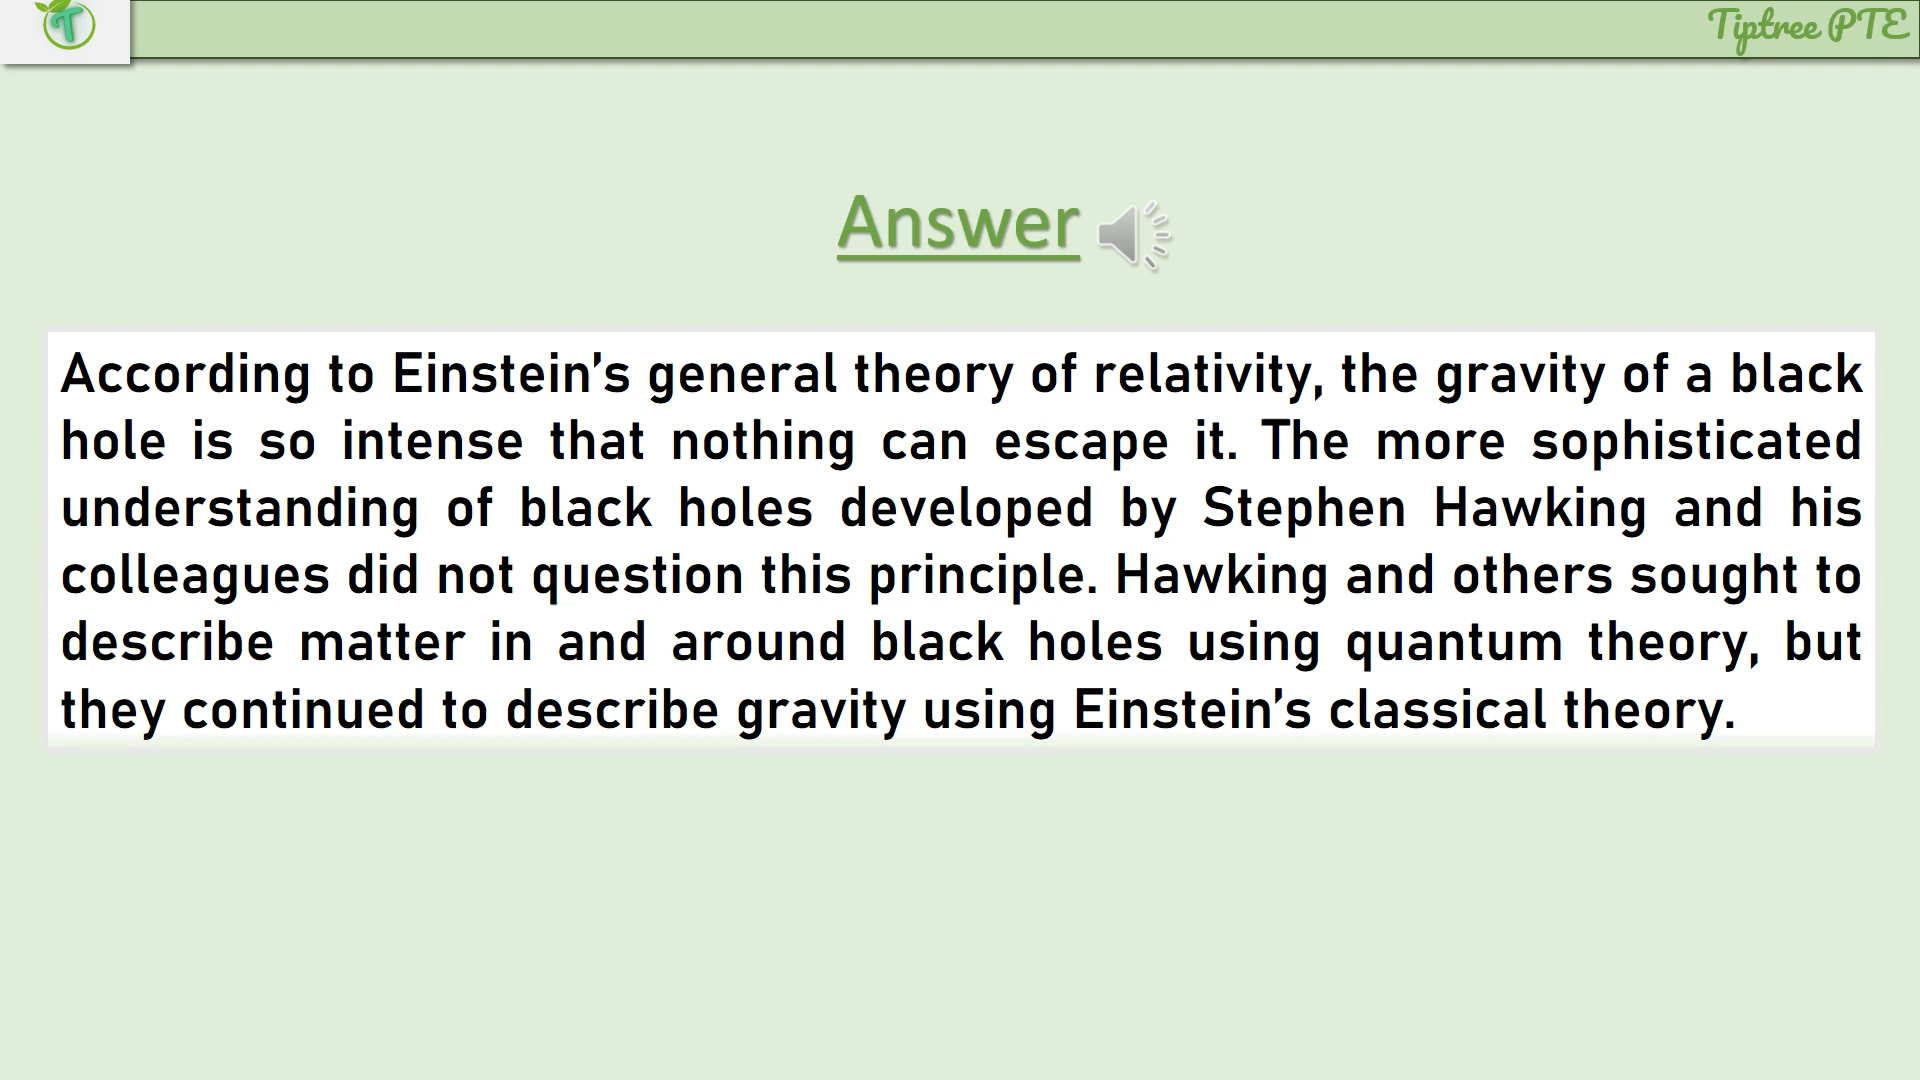 T
Tiptree PTE
Answer
According to Einstein’s general theory of relativity, the gravity of a black
hole is so intense that nothing can escape it. The more sophisticated
understanding of black holes developed by Stephen Hawking and his
colleagues did not question this principle. Hawking and others sought to
describe matter in and around black holes using quantum theory, but
they continued to describe gravity using Einstein’s classical theory.